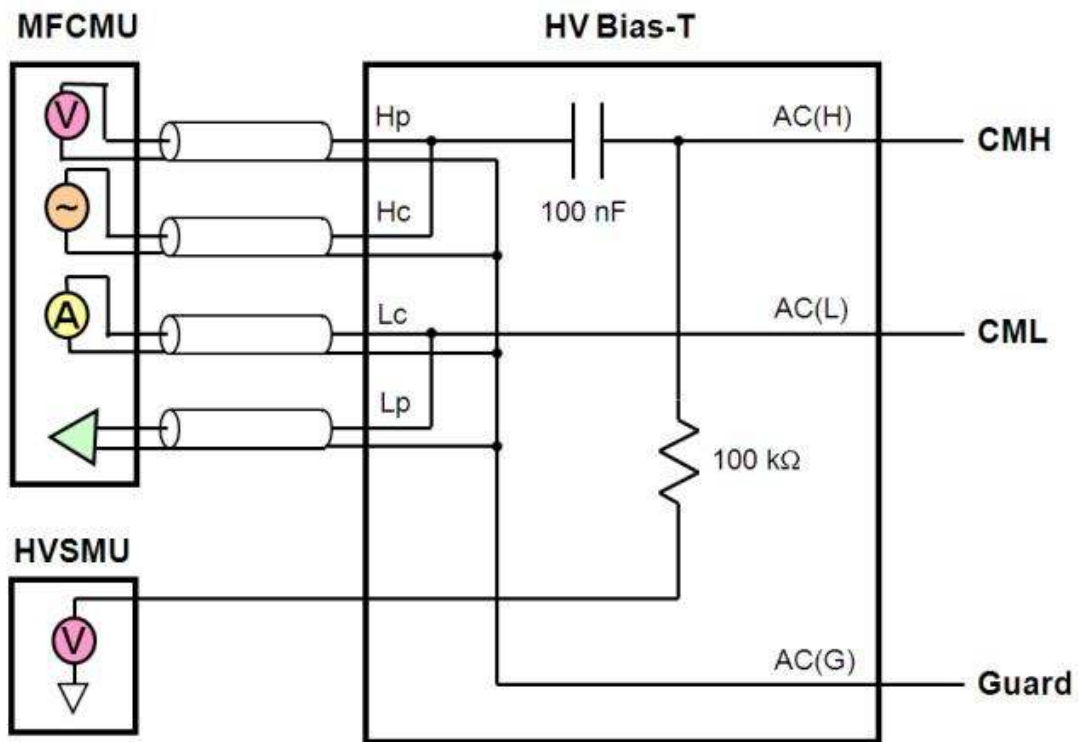 MFCMU
HV Bias-T
V
Hp
AC(H)
CMH
~
Hc
100 nF
A
Lc
AC(L)
CML
Lp
100 kΩ
HVSMU
V
AC(G)
Guard